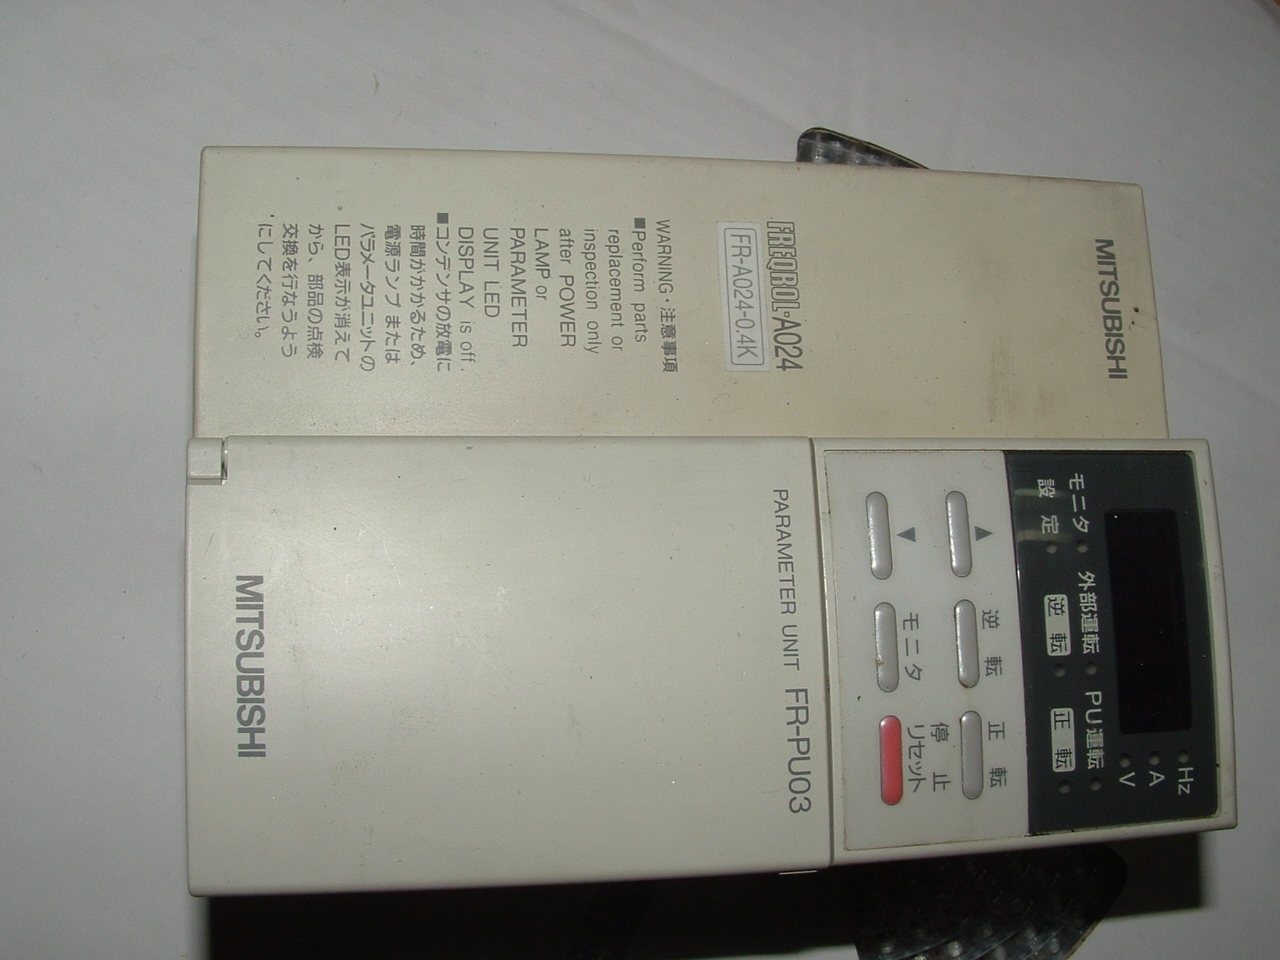 MITSUBISHI
FREQROL-A024
FR-A024-0.4K
WARNING・注意事項
■Perform parts
replacement or
inspection only
after POWER
LAMP or
PARAMETER
UNIT LED
DISPLAY is off.
■コンデンサの放電に
時間がかかるため、
電源ランプ または
パラメータユニットの
LED表示が消えて
から、部品の点検
交換を行なうよう
にしてください。
Hz
A
V
モニタ 外部運転 PU運転
設定 逆転 正転
▲ 逆転 正転
▼ モニタ 停止
リセット
PARAMETER UNIT FR-PU03
MITSUBISHI